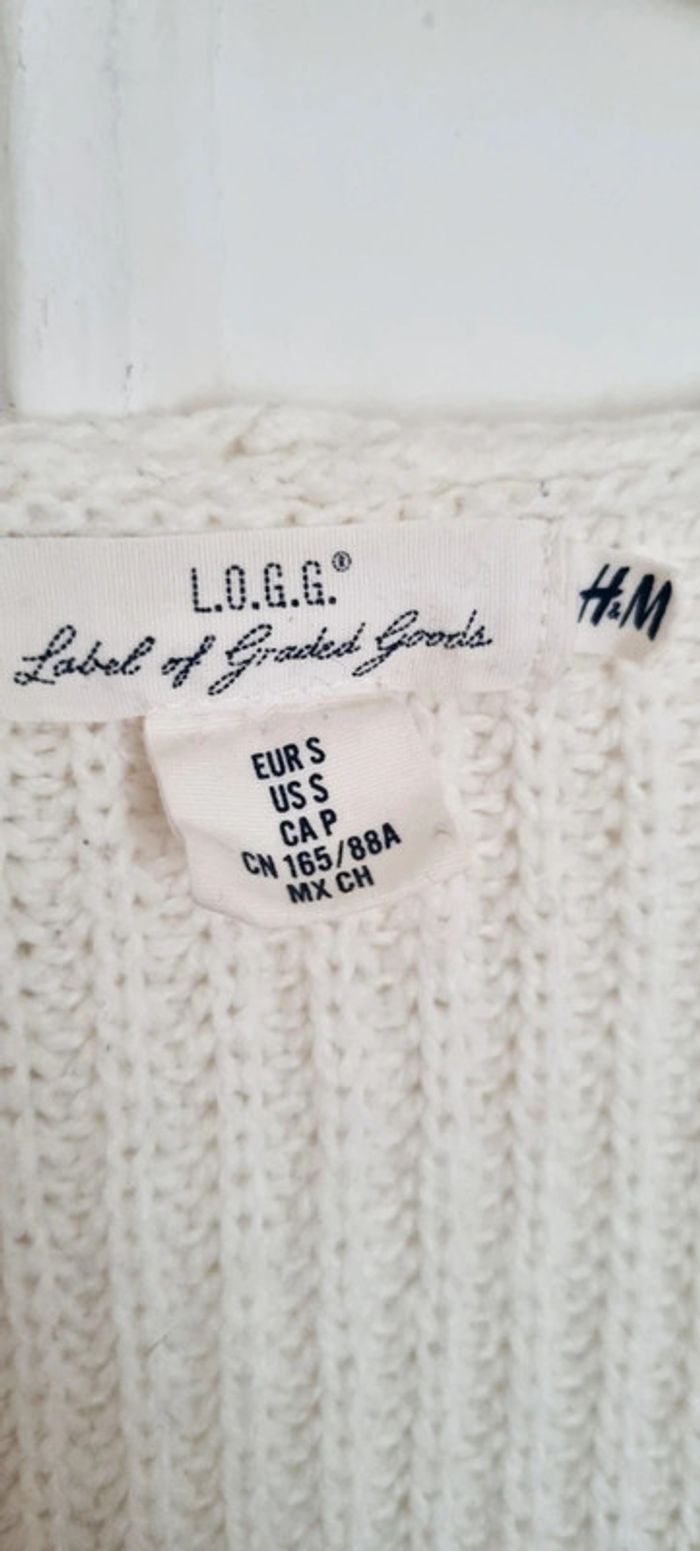 L.O.G.G.®
Label of Graded Goods
H&M
EUR S
US S
CA P
CN 165/88A
MX CH